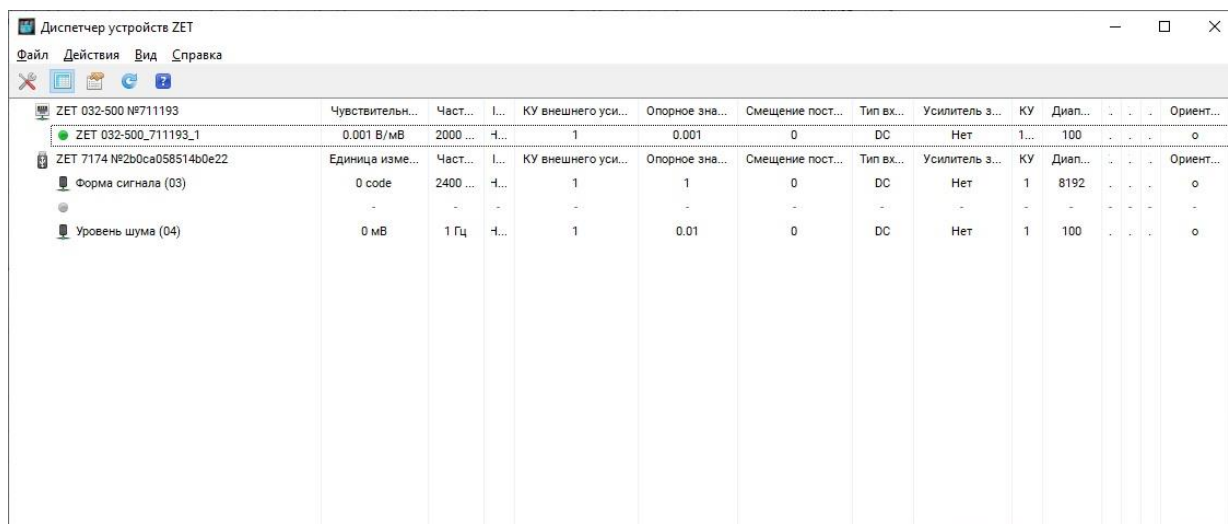 Диспетчер устройств ZET
Файл Действия Вид Справка
ZET 032-500 №711193 Чувствительн... Част... I... КУ внешнего уси... Опорное зна... Смещение пост... Тип вх... Усилитель з... КУ Диап... Ориент...
ZET 032-500_711193_1 0.001 В/мВ 2000 ... 1 0.001 0 DC Нет 1... 100 o
ZET 7174 №2b0ca058514b0e22 Единица изме... Част... I... КУ внешнего уси... Опорное зна... Смещение пост... Тип вх... Усилитель з... КУ Диап... Ориент...
Форма сигнала (03) 0 code 2400 ... 1 1 0 DC Нет 1 8192 o
- - - - - - - - - - - - - -
Уровень шума (04) 0 мВ 1 Гц 1 0.01 0 DC Нет 1 100 o